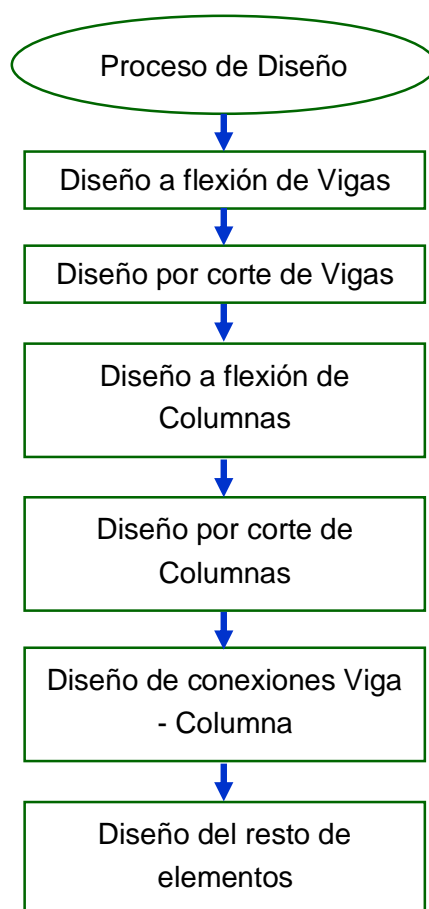 Proceso de Diseño
Diseño a flexión de Vigas
Diseño por corte de Vigas
Diseño a flexión de
Columnas
Diseño por corte de
Columnas
Diseño de conexiones Viga
- Columna
Diseño del resto de
elementos